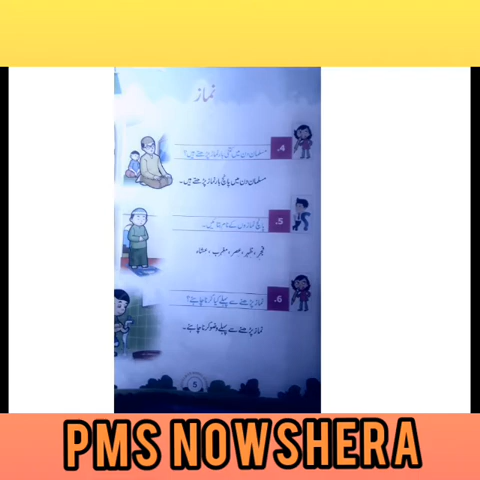 نماز
4.
مسلمان دن میں کتنی بار نماز پڑھتے ہیں؟
مسلمان دن میں پانچ بار نماز پڑھتے ہیں۔
5.
پانچ نمازوں کے نام بتائیں۔
فجر، ظہر، عصر، مغرب، عشاء
6.
نماز پڑھنے سے پہلے کیا کرنا چاہئے؟
نماز پڑھنے سے پہلے وضو کرنا چاہئے۔
5
PMS NOWSHERA